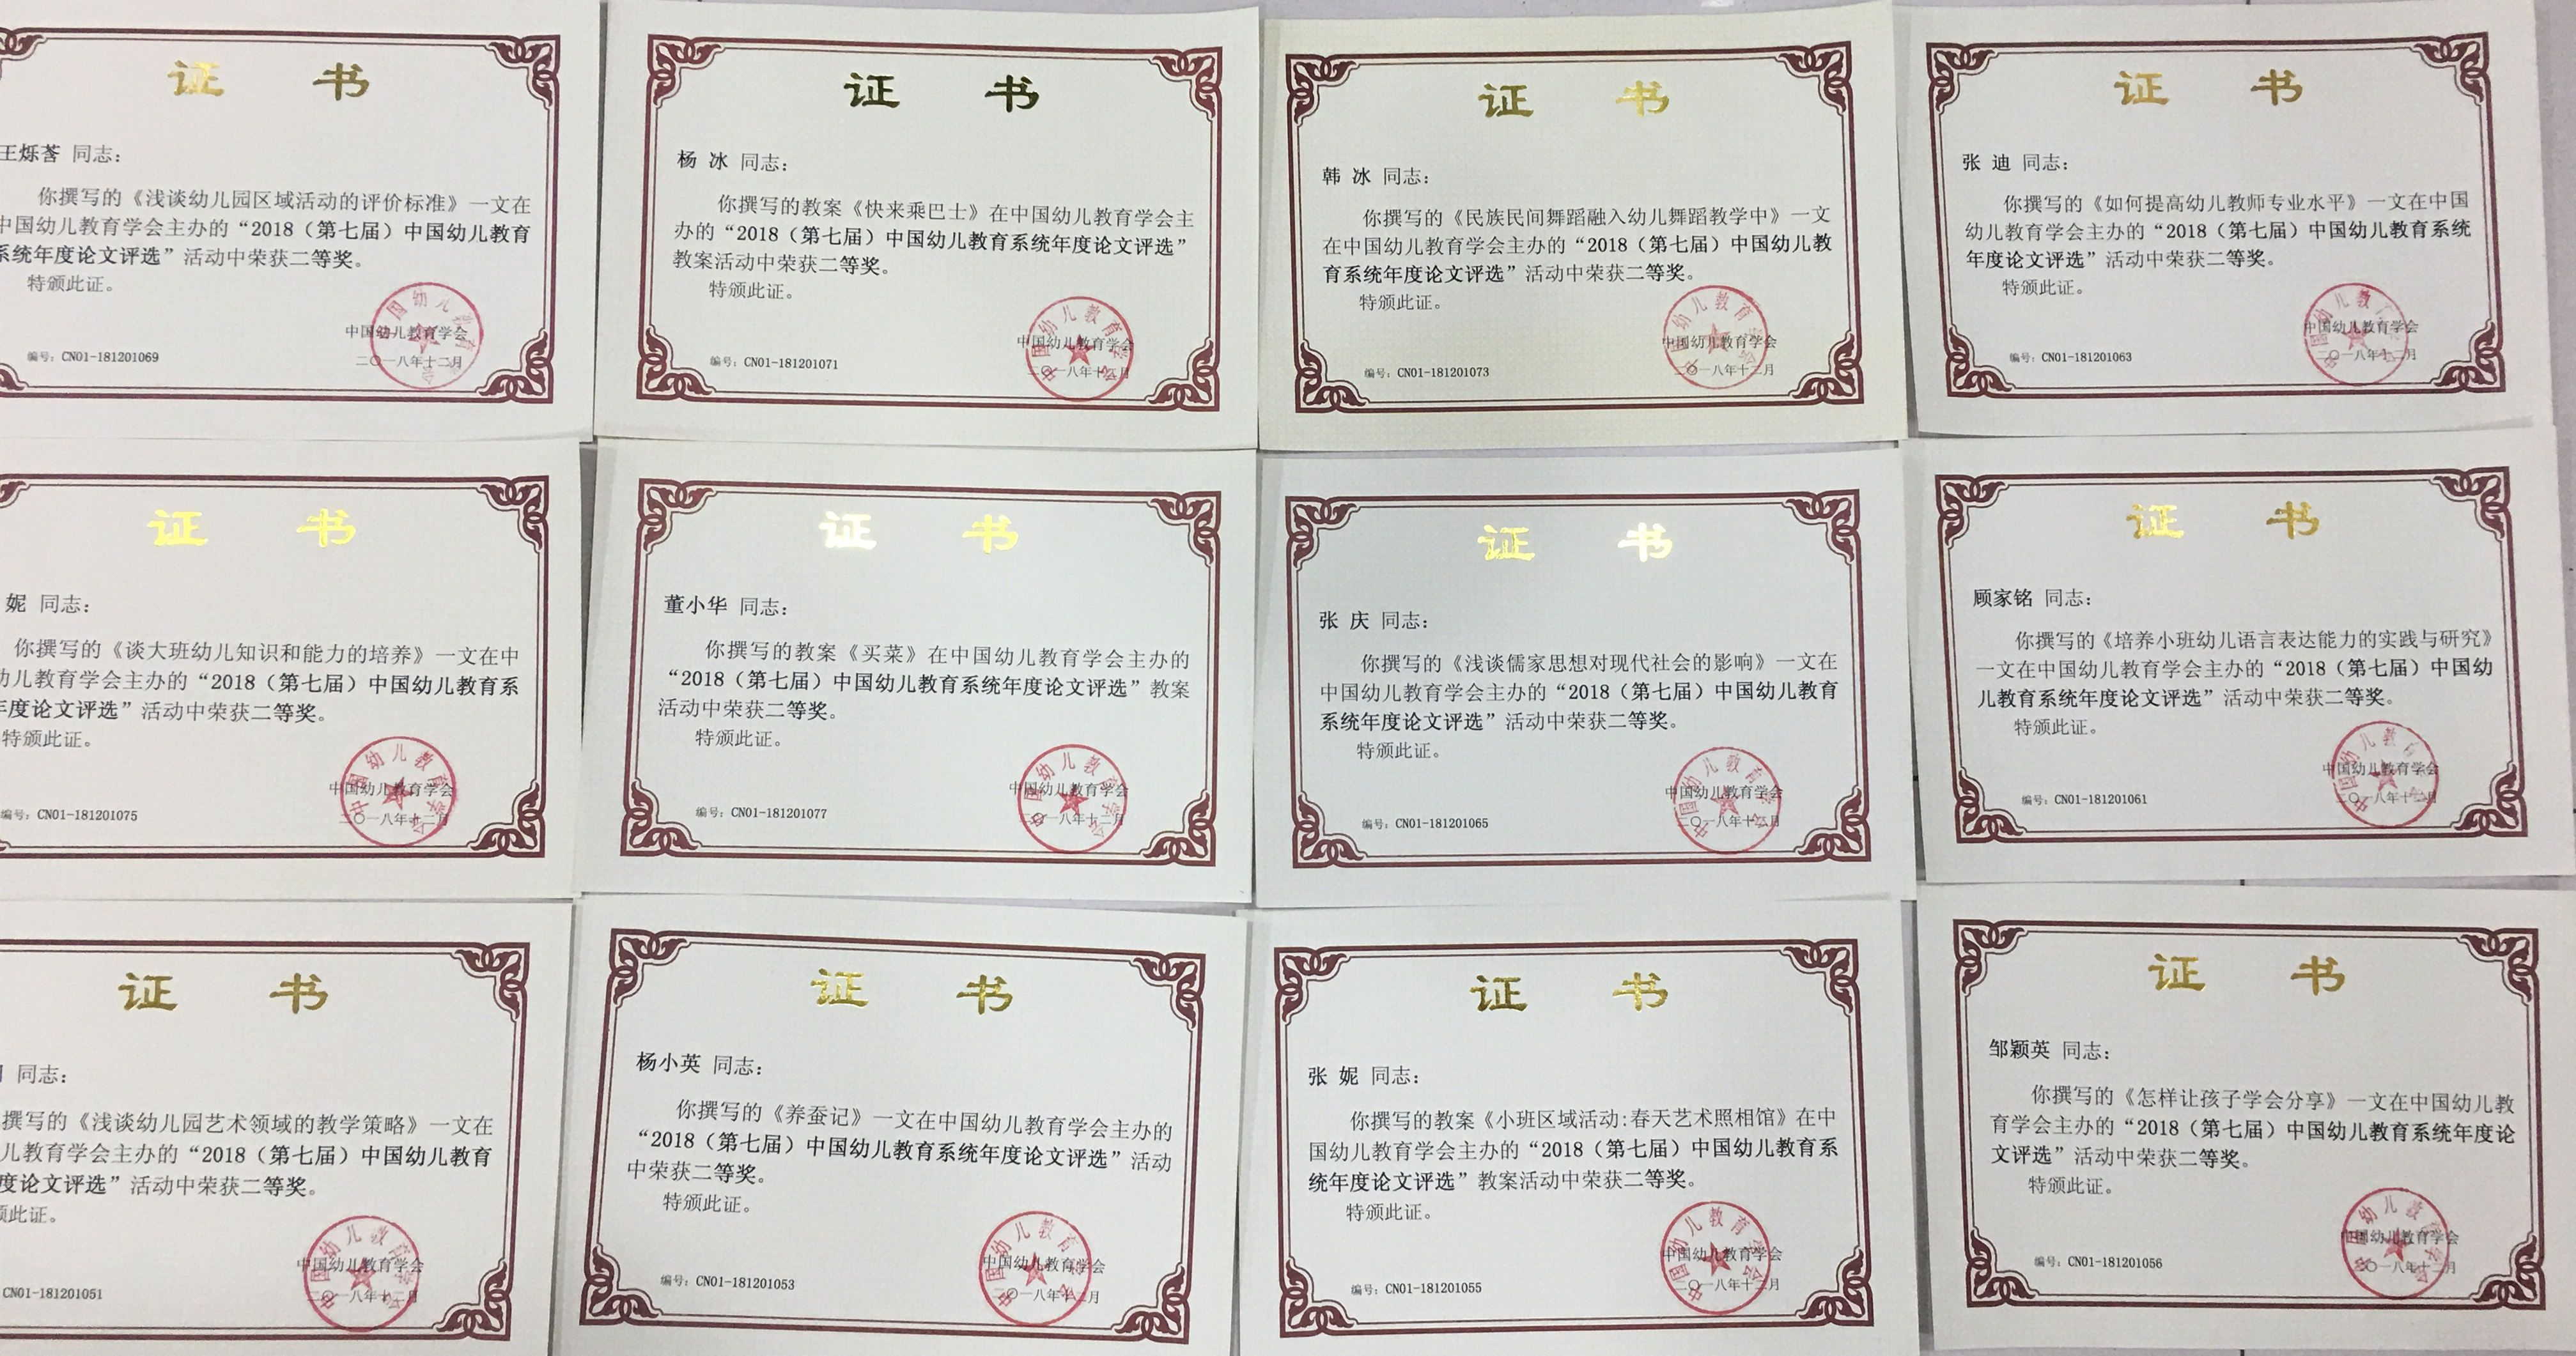 证 书
王烁莟 同志：
你撰写的《浅谈幼儿园区域活动的评价标准》一文在
中国幼儿教育学会主办的“2018（第七届）中国幼儿教育
系统年度论文评选”活动中荣获二等奖。
特颁此证。
中国幼儿教育学会
编号：CN01-181201069
二〇一八年十二月
证 书
杨 冰 同志：
你撰写的教案《快来乘巴士》在中国幼儿教育学会主
办的“2018（第七届）中国幼儿教育系统年度论文评选”
教案活动中荣获二等奖。
特颁此证。
中国幼儿教育学会
编号：CN01-181201071
二〇一八年十二月
证 书
韩 冰 同志：
你撰写的《民族民间舞蹈融入幼儿舞蹈教学中》一文
在中国幼儿教育学会主办的“2018（第七届）中国幼儿教
育系统年度论文评选”活动中荣获二等奖。
特颁此证。
中国幼儿教育学会
编号：CN01-181201073
二〇一八年十二月
证 书
张 迪 同志：
你撰写的《如何提高幼儿教师专业水平》一文在中国
幼儿教育学会主办的“2018（第七届）中国幼儿教育系统
年度论文评选”活动中荣获二等奖。
特颁此证。
中国幼儿教育学会
编号：CN01-181201063
二〇一八年十二月
证 书
妮 同志：
你撰写的《谈大班幼儿知识和能力的培养》一文在中
幼儿教育学会主办的“2018（第七届）中国幼儿教育系
年度论文评选”活动中荣获二等奖。
特颁此证。
中国幼儿教育学会
编号：CN01-181201075
二〇一八年十二月
证 书
董小华 同志：
你撰写的教案《买菜》在中国幼儿教育学会主办的
“2018（第七届）中国幼儿教育系统年度论文评选”教案
活动中荣获二等奖。
特颁此证。
中国幼儿教育学会
编号：CN01-181201077
二〇一八年十二月
证 书
张 庆 同志：
你撰写的《浅谈儒家思想对现代社会的影响》一文在
中国幼儿教育学会主办的“2018（第七届）中国幼儿教育
系统年度论文评选”活动中荣获二等奖。
特颁此证。
中国幼儿教育学会
编号：CN01-181201065
二〇一八年十二月
证 书
顾家铭 同志：
你撰写的《培养小班幼儿语言表达能力的实践与研究》
一文在中国幼儿教育学会主办的“2018（第七届）中国幼
儿教育系统年度论文评选”活动中荣获二等奖。
特颁此证。
中国幼儿教育学会
编号：CN01-181201061
二〇一八年十二月
证 书
同志：
撰写的《浅谈幼儿园艺术领域的教学策略》一文在
儿教育学会主办的“2018（第七届）中国幼儿教育
度论文评选”活动中荣获二等奖。
颁此证。
中国幼儿教育学会
CN01-181201051
二〇一八年十二月
证 书
杨小英 同志：
你撰写的《养蚕记》一文在中国幼儿教育学会主办的
“2018（第七届）中国幼儿教育系统年度论文评选”活动
中荣获二等奖。
特颁此证。
中国幼儿教育学会
编号：CN01-181201053
二〇一八年十二月
证 书
张 妮 同志：
你撰写的教案《小班区域活动:春天艺术照相馆》在中
国幼儿教育学会主办的“2018（第七届）中国幼儿教育系
统年度论文评选”教案活动中荣获二等奖。
特颁此证。
中国幼儿教育学会
编号：CN01-181201055
二〇一八年十二月
证 书
邹颖英 同志：
你撰写的《怎样让孩子学会分享》一文在中国幼儿教
育学会主办的“2018（第七届）中国幼儿教育系统年度论
文评选”活动中荣获二等奖。
特颁此证。
中国幼儿教育学会
编号：CN01-181201056
二〇一八年十二月